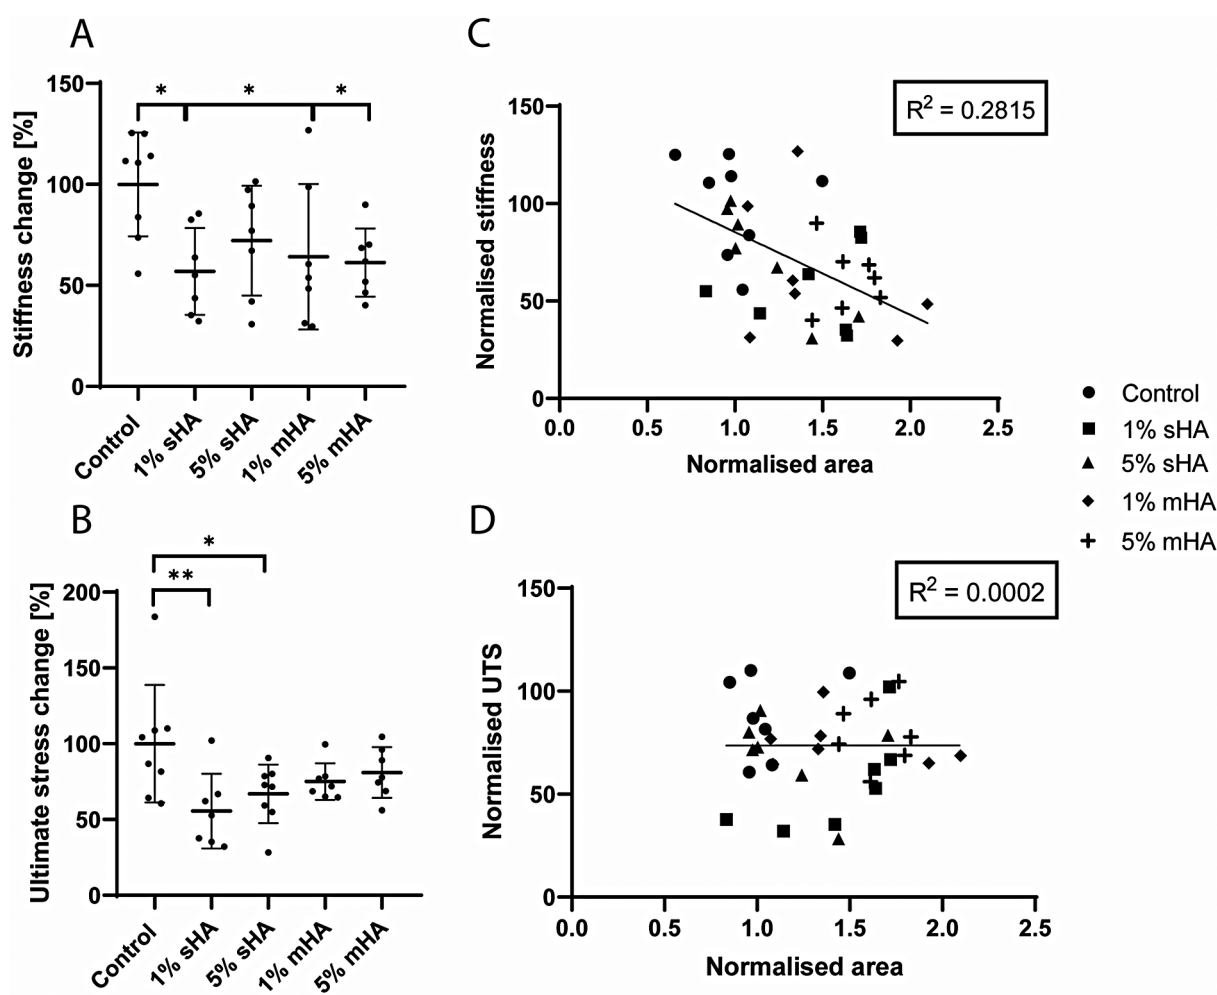 A
150
100
50
0
Stiffness change [%]
* * *
Control
1% sHA
5% sHA
1% mHA
5% mHA
C
R2 = 0.2815
150
100
50
0
Normalised stiffness
0.0 0.5 1.0 1.5 2.0 2.5
Normalised area
Control
1% sHA
5% sHA
1% mHA
5% mHA
B
200
150
100
50
0
Ultimate stress change [%]
*
**
Control
1% sHA
5% sHA
1% mHA
5% mHA
D
R2 = 0.0002
150
100
50
0
Normalised UTS
0.0 0.5 1.0 1.5 2.0 2.5
Normalised area